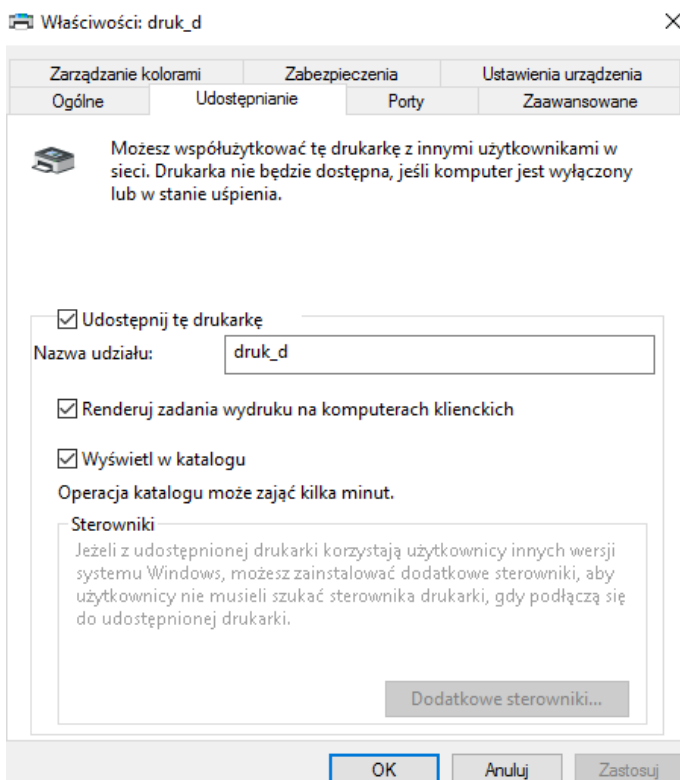 Właściwości: druk_d
Zarządzanie kolorami Zabezpieczenia Ustawienia urządzenia
Ogólne Udostępnianie Porty Zaawansowane
Możesz współużytkować tę drukarkę z innymi użytkownikami w
sieci. Drukarka nie będzie dostępna, jeśli komputer jest wyłączony
lub w stanie uśpienia.
Udostępnij tę drukarkę
Nazwa udziału: druk_d
Renderuj zadania wydruku na komputerach klienckich
Wyświetl w katalogu
Operacja katalogu może zająć kilka minut.
Sterowniki
Jeżeli z udostępnionej drukarki korzystają użytkownicy innych wersji
systemu Windows, możesz zainstalować dodatkowe sterowniki, aby
użytkownicy nie musieli szukać sterownika drukarki, gdy podłączą się
do udostępnionej drukarki.
Dodatkowe sterowniki...
OK Anuluj Zastosuj